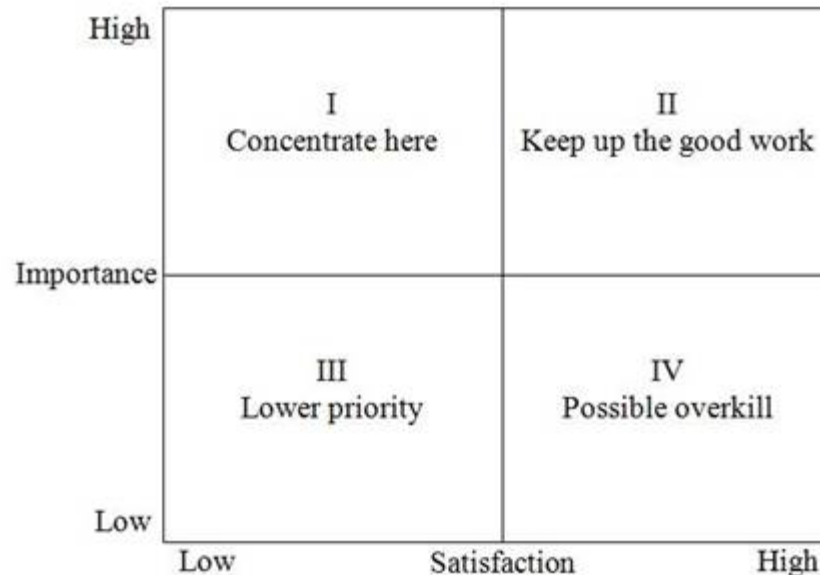 High
I
Concentrate here
II
Keep up the good work
Importance
III
Lower priority
IV
Possible overkill
Low
Low
Satisfaction
High